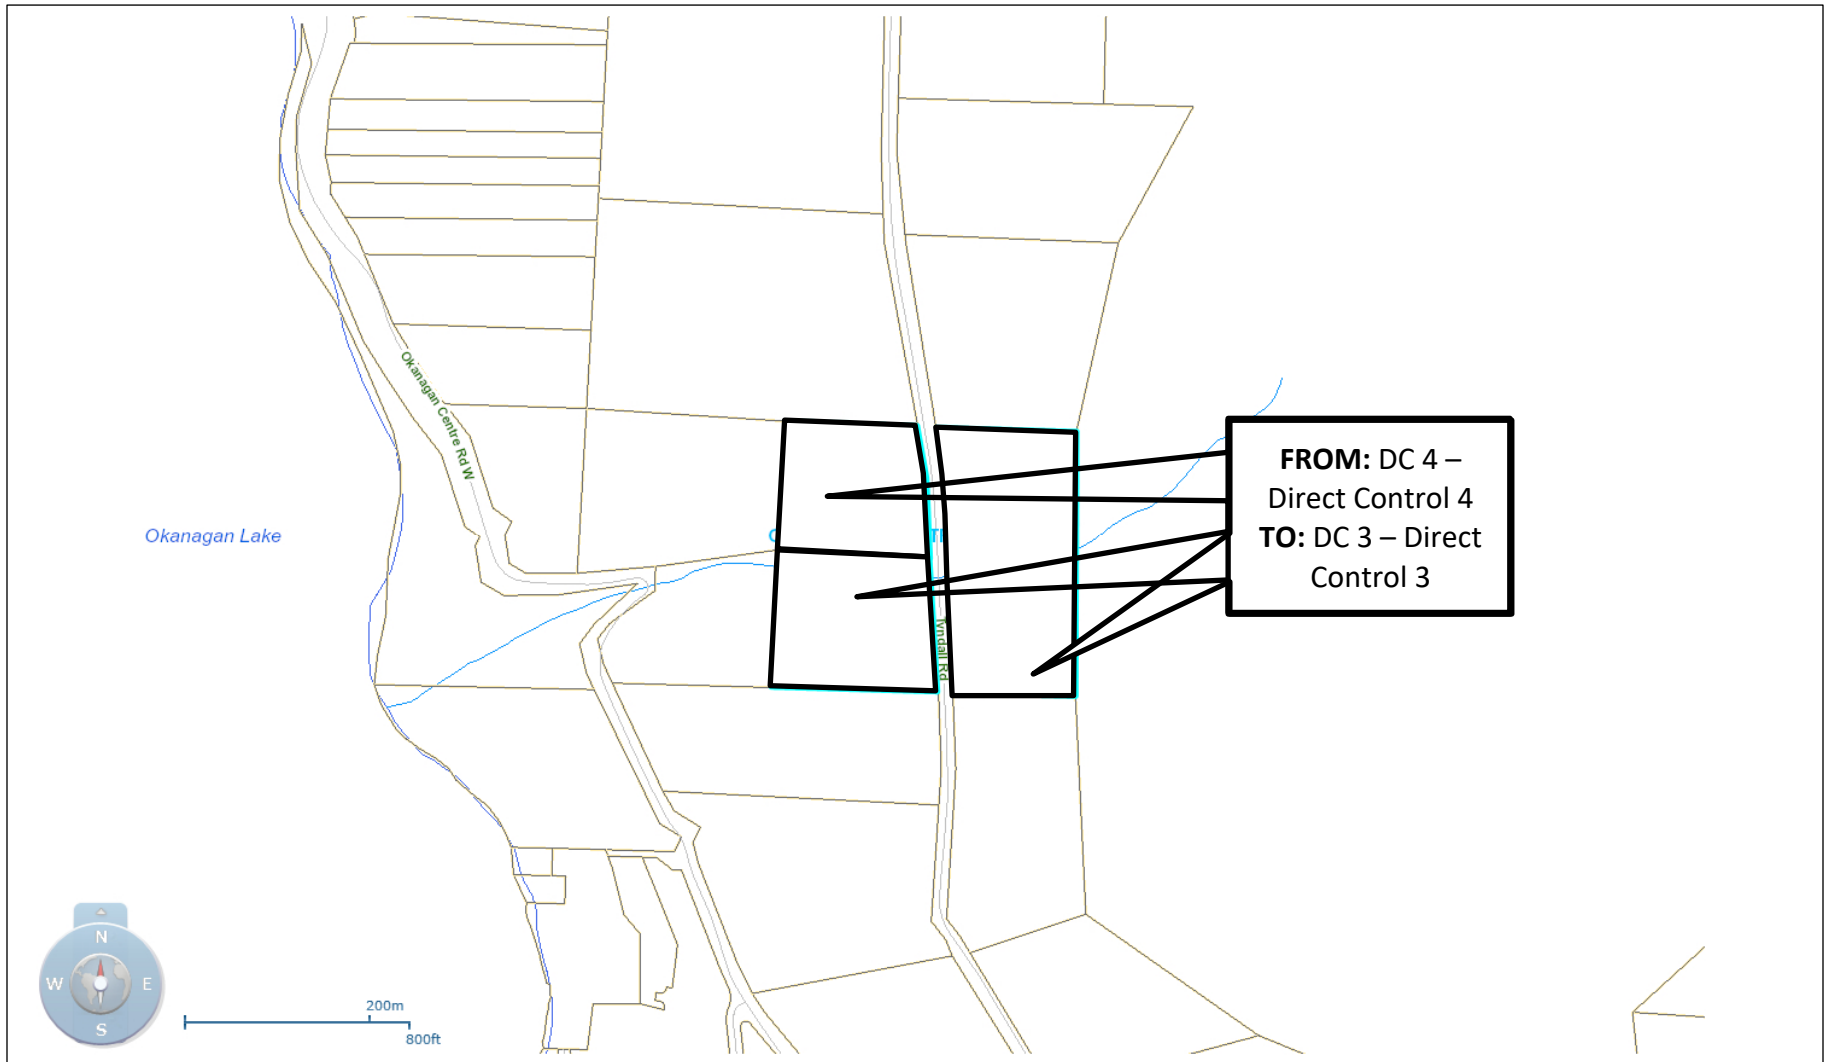 Okanagan Centre Rd W
FROM: DC 4 –
Direct Control 4
TO: DC 3 – Direct
Control 3
Okanagan Lake
Tyndall Rd
N
W
E
S
200m
800ft